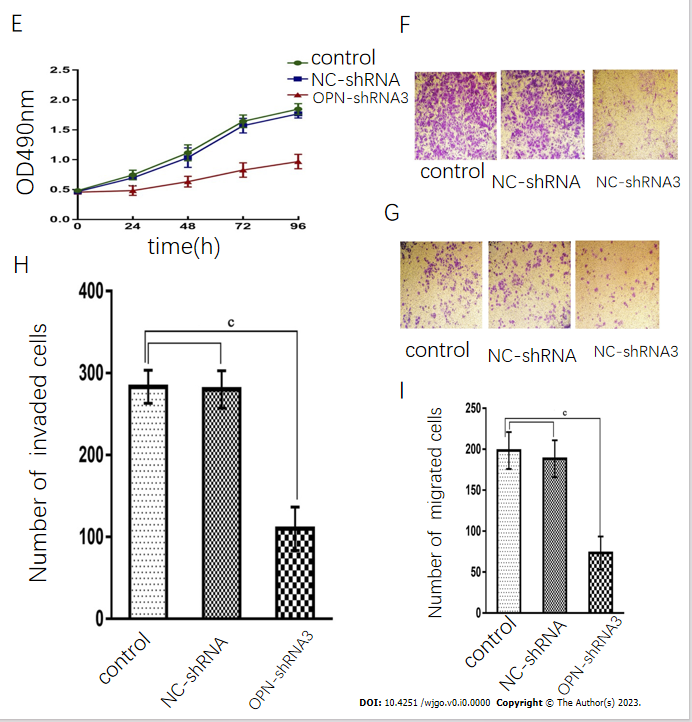 E
control
NC-shRNA
OPN-shRNA3
OD490nm
2.5
2.0
1.5
1.0
0.5
0.0
0 24 48 72 96
time(h)
F
control NC-shRNA NC-shRNA3
G
control NC-shRNA NC-shRNA3
H
Number of invaded cells
400
300
200
100
0
c
control NC-shRNA OPN-shRNA3
I
Number of migrated cells
250
200
150
100
50
0
c
control NC-shRNA OPN-shRNA3
DOI: 10.4251 /wjgo.v0.i0.0000 Copyright © The Author(s) 2023.